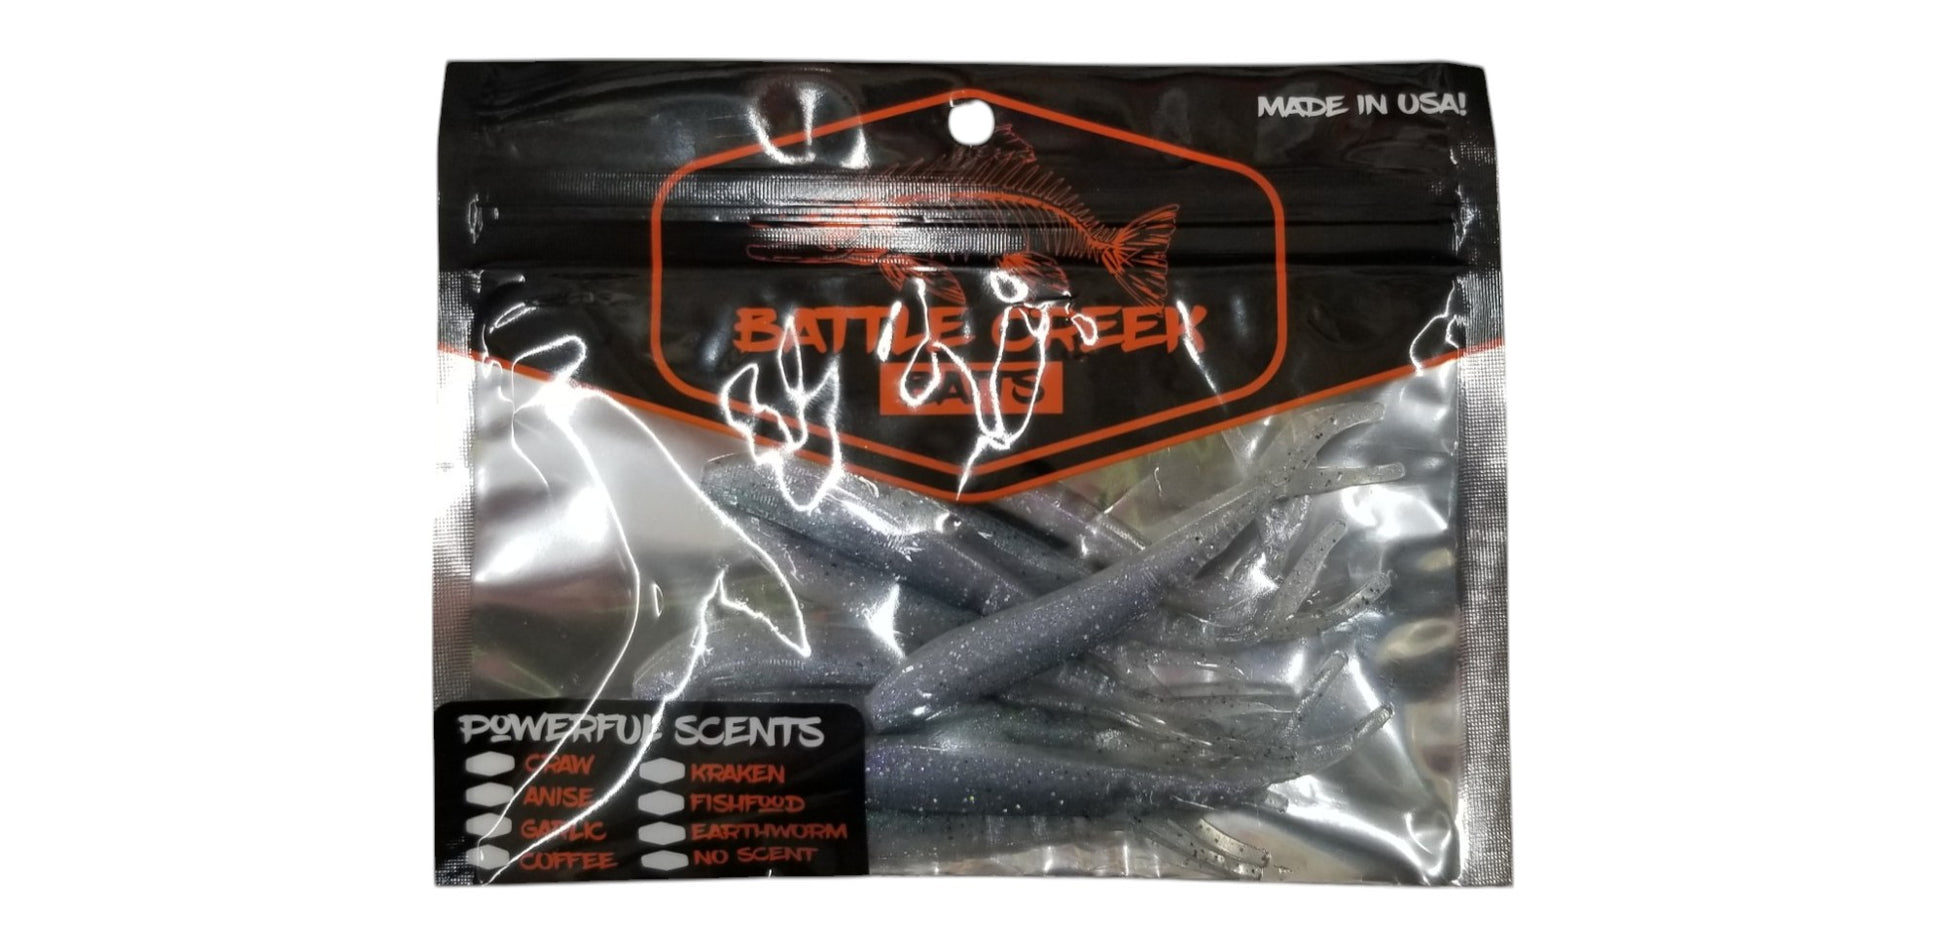 MADE IN USA!
BATTLE CREEK
BAITS
POWERFUL SCENTS
CRAW
ANISE
GARLIC
COFFEE
KRAKEN
FISHFOOD
EARTHWORM
NO SCENT